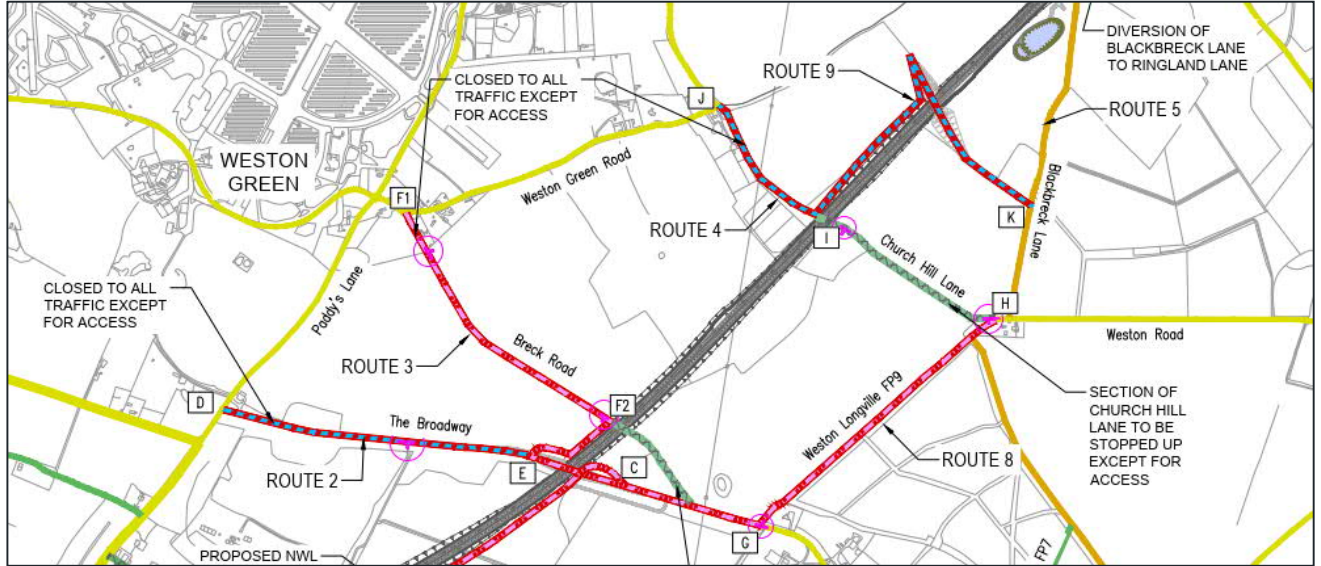 DIVERSION OF
BLACKBRECK LANE
TO RINGLAND LANE
ROUTE 9
CLOSED TO ALL
TRAFFIC EXCEPT
FOR ACCESS
J
ROUTE 5
WESTON
GREEN
Weston Green Road
Blackbreck Lane
F1
K
ROUTE 4
I
Church Hill Lane
CLOSED TO ALL
TRAFFIC EXCEPT
FOR ACCESS
Paddy's Lane
H
Weston Road
ROUTE 3
Breck Road
SECTION OF
CHURCH HILL
LANE TO BE
STOPPED UP
EXCEPT FOR
ACCESS
D
F2
The Broadway
Weston Longville FP9
ROUTE 8
ROUTE 2
E
C
G
PROPOSED NWL
FP7